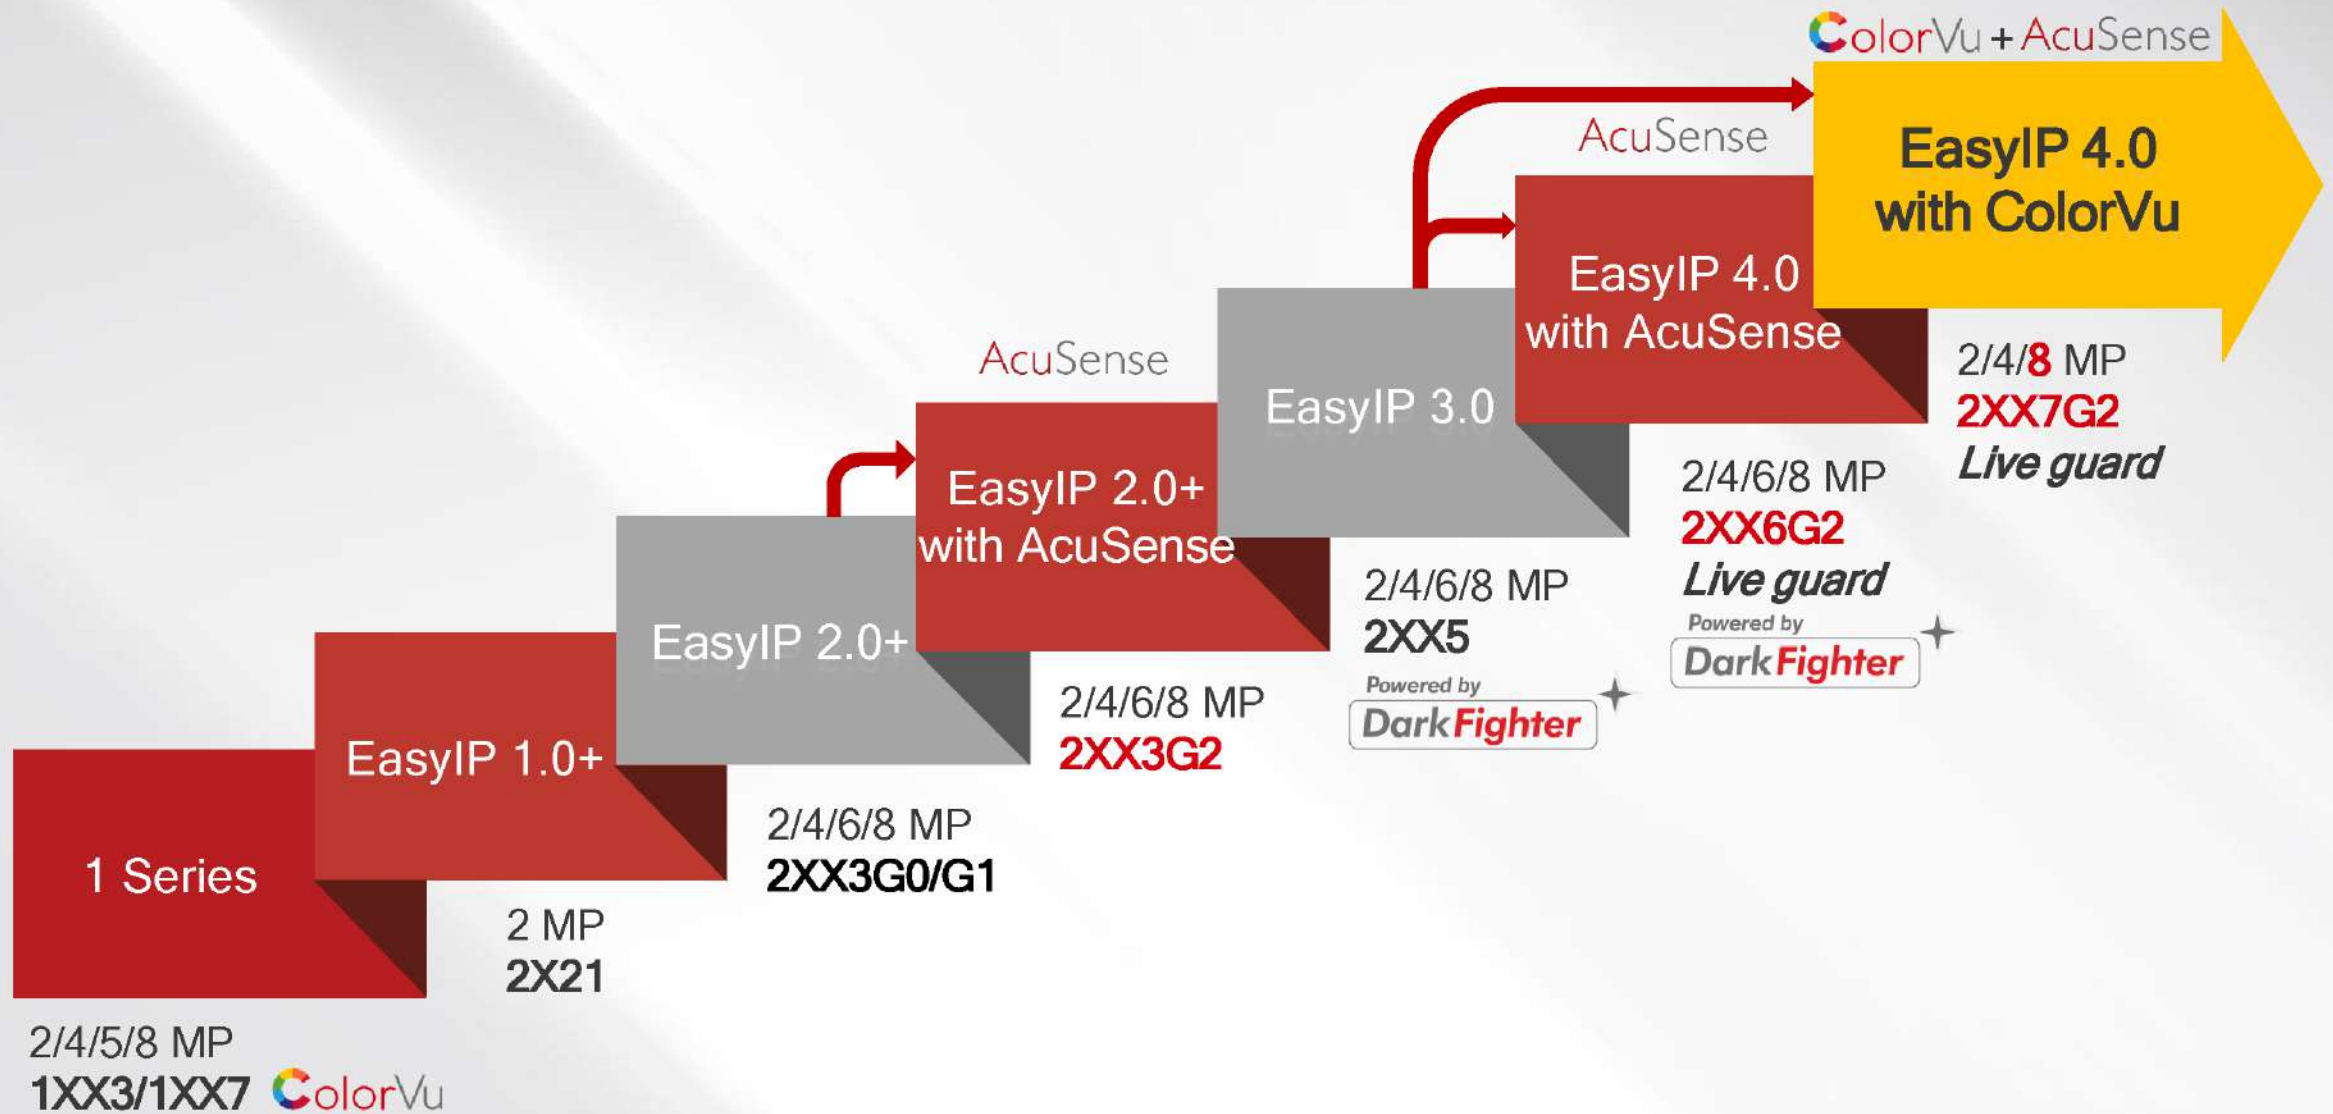 1 Series
2/4/5/8 MP
1XX3/1XX7 ColorVu
EasyIP 1.0+
2 MP
2X21
EasyIP 2.0+
2/4/6/8 MP
2XX3G0/G1
AcuSense
EasyIP 2.0+
with AcuSense
2/4/6/8 MP
2XX3G2
EasyIP 3.0
2/4/6/8 MP
2XX5
Powered by
DarkFighter
AcuSense
EasyIP 4.0
with AcuSense
2/4/6/8 MP
2XX6G2
Live guard
Powered by
DarkFighter
ColorVu + AcuSense
EasyIP 4.0
with ColorVu
2/4/8 MP
2XX7G2
Live guard